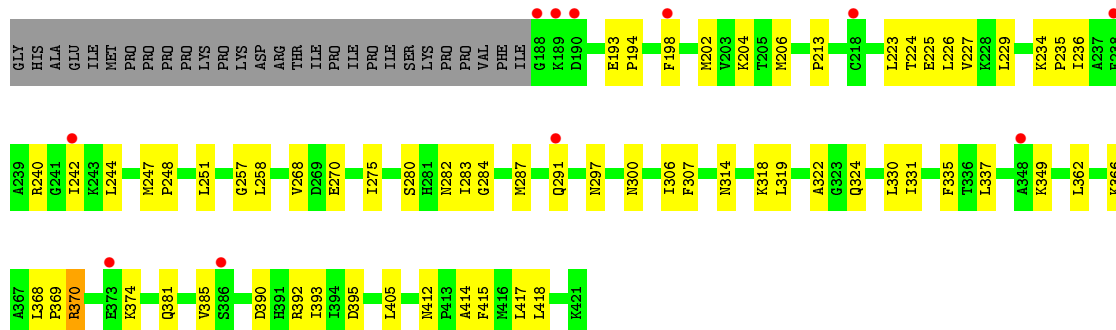 GLY HIS ALA GLU ILE MET PRO PRO PRO PRO LYS PRO LYS ASP ARG THR ILE PRO ILE PRO ILE SER LYS PRO PRO VAL PHE ILE G188 K189 D190 E193 P194 F198 M202 V203 K204 T205 M206 P213 C218 L223 T224 E225 L226 V227 K228 L229 K234 P235 I236 A237
A239 R240 G241 I242 K243 L244 M247 P248 L251 G257 L258 V268 D269 E270 I275 S280 H281 N282 I283 G284 M287 Q291 N297 N300 I306 F307 N314 K318 L319 A322 G323 Q324 L330 I331 F335 T336 L337 A348 K349 L362 K366
A367 L368 P369 R370 E373 K374 Q381 V385 S386 D390 H391 R392 I393 I394 D395 L405 N412 P413 A414 F415 M416 L417 L418 K421